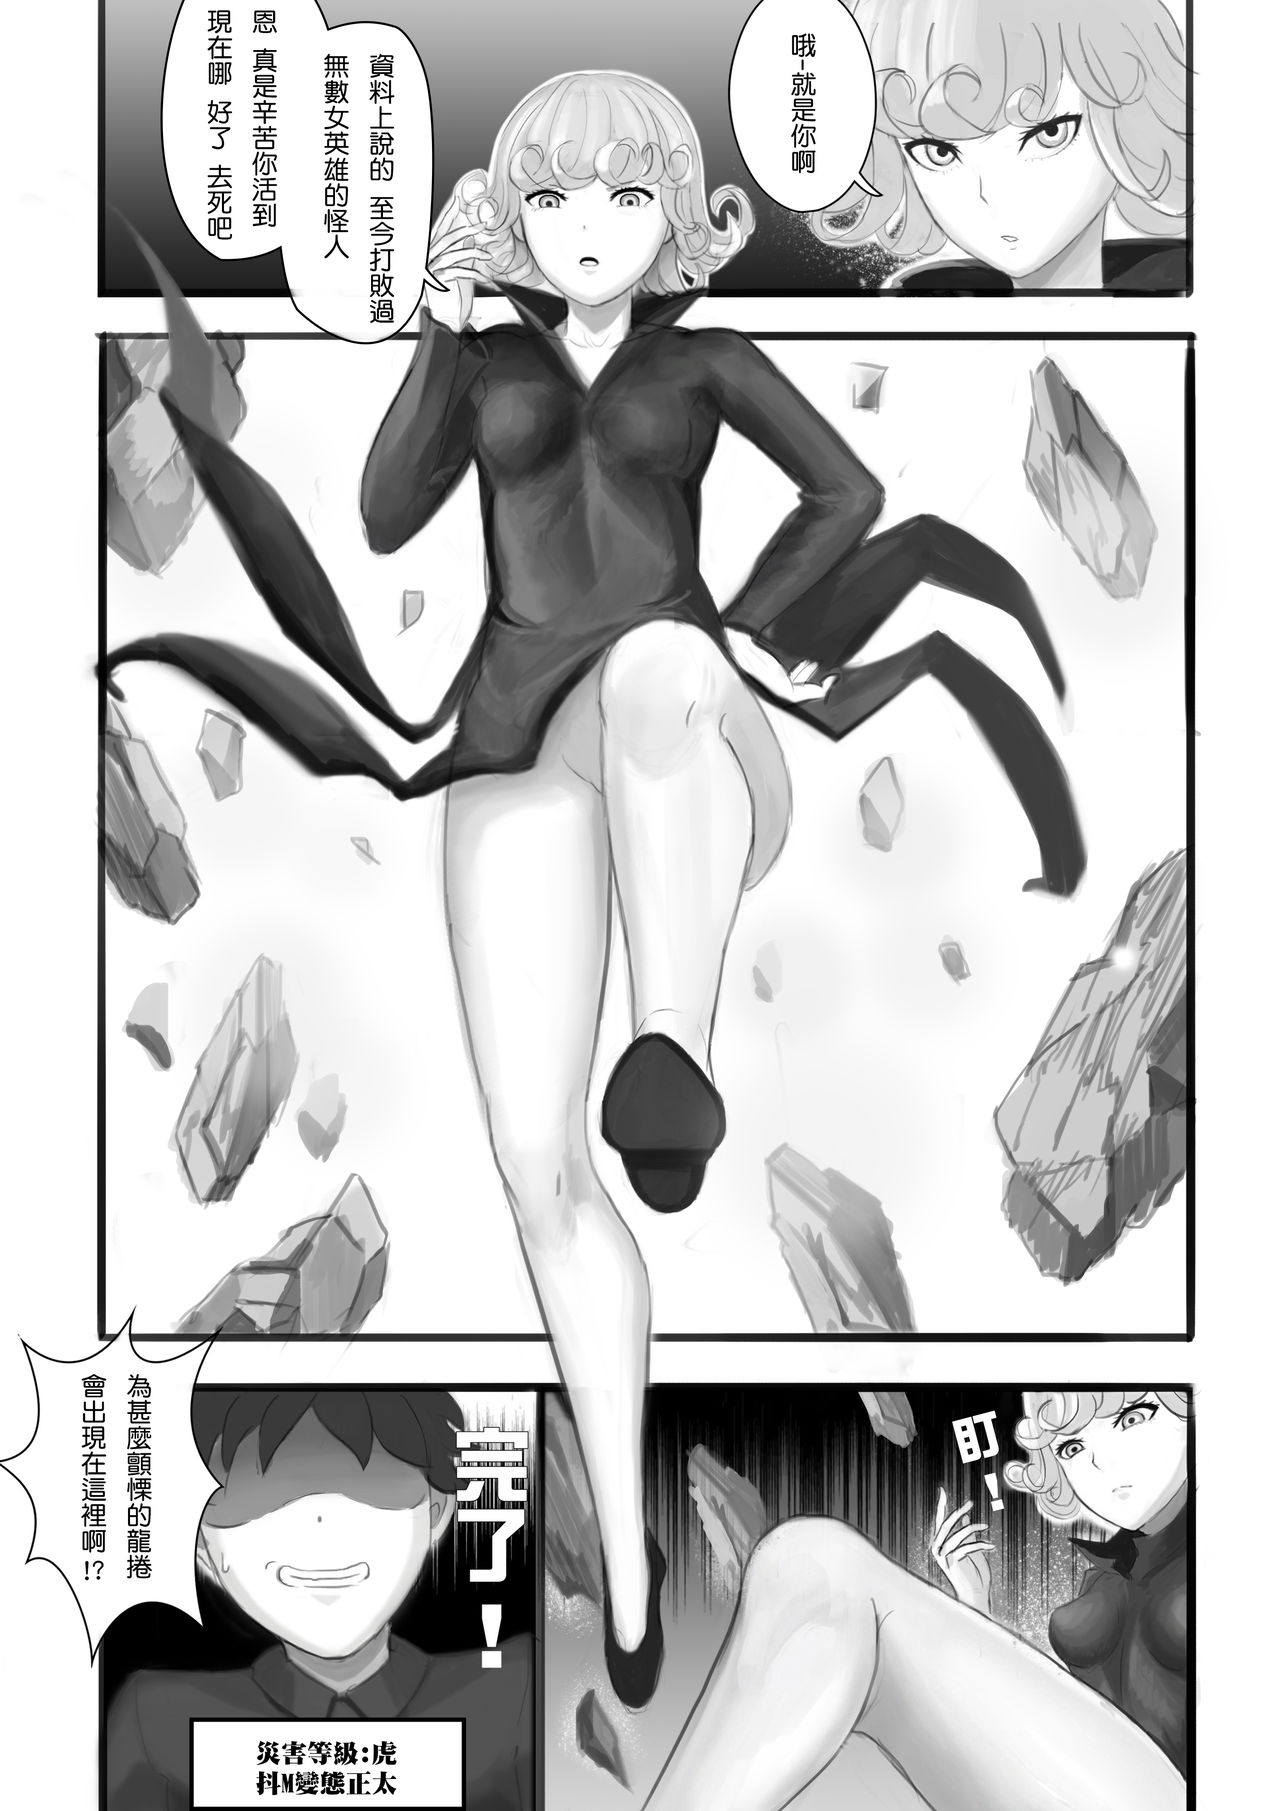 哦-就是你啊
資料上說的 至今打敗過
無數女英雄的怪人
恩 真是辛苦你活到
現在哪 好了 去死吧
盯！
完了！
為甚麼顫慄的龍捲
會出現在這裡啊!?
災害等級:虎
抖M變態正太